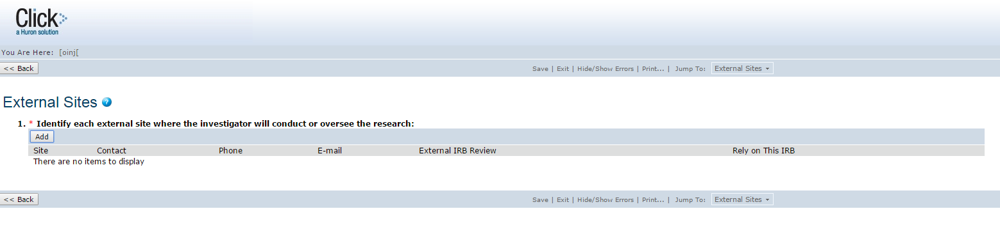 Click
a Huron solution
You Are Here: [oinj[
<< Back Save | Exit | Hide/Show Errors | Print... | Jump To: External Sites
External Sites ?
1. * Identify each external site where the investigator will conduct or oversee the research:
Add
Site Contact Phone E-mail External IRB Review Rely on This IRB
There are no items to display
<< Back Save | Exit | Hide/Show Errors | Print... | Jump To: External Sites